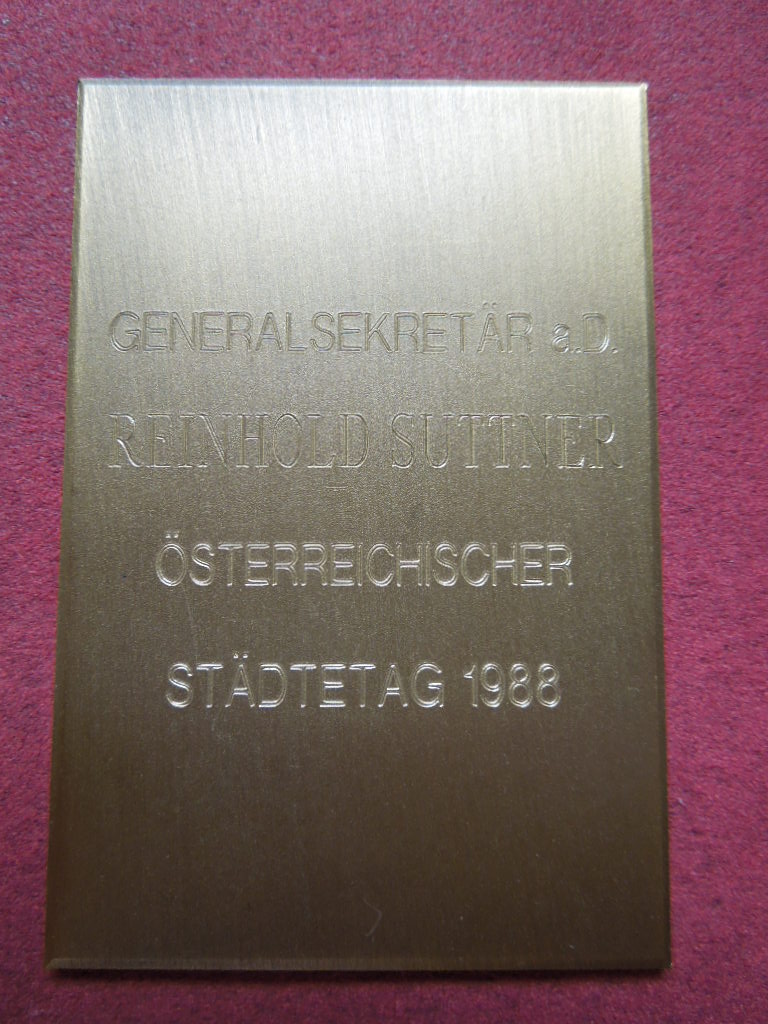 GENERALSEKRETÄR a.D.
REINHOLD SUTTNER
ÖSTERREICHISCHER
STÄDTETAG 1988